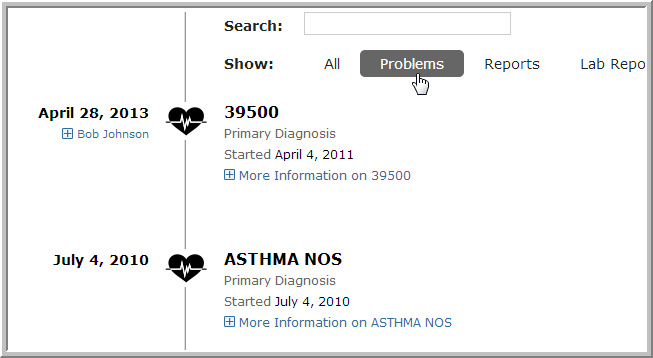 Search:
Show: All Problems Reports Lab Repo
April 28, 2013
Bob Johnson
39500
Primary Diagnosis
Started April 4, 2011
More Information on 39500
July 4, 2010
ASTHMA NOS
Primary Diagnosis
Started July 4, 2010
More Information on ASTHMA NOS